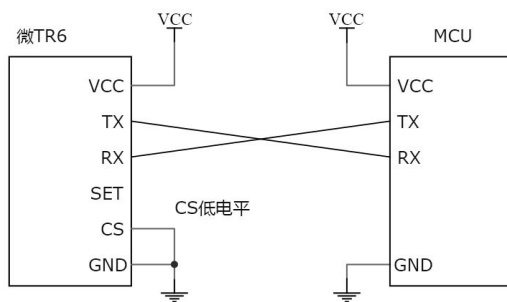 VCC
VCC
微TR6
MCU
VCC
VCC
TX
TX
RX
RX
SET
CS低电平
CS
GND
GND